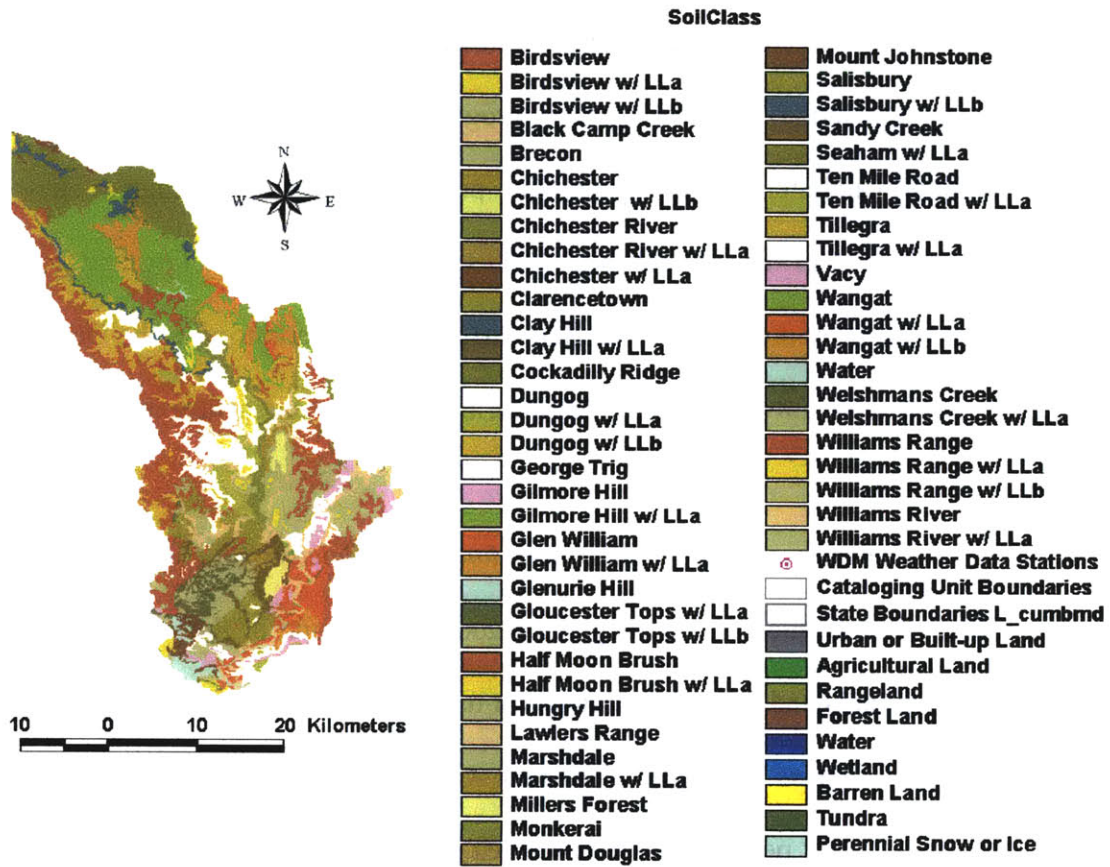 SoilClass
Birdsview
Birdsview w/ LLa
Birdsview w/ LLb
Black Camp Creek
Brecon
Chichester
Chichester w/ LLb
Chichester River
Chichester River w/ LLa
Chichester w/ LLa
Clarencetown
Clay Hill
Clay Hill w/ LLa
Cockadilly Ridge
Dungog
Dungog w/ LLa
Dungog w/ LLb
George Trig
Gilmore Hill
Gilmore Hill w/ LLa
Glen William
Glen William w/ LLa
Glenurie Hill
Gloucester Tops w/ LLa
Gloucester Tops w/ LLb
Half Moon Brush
Half Moon Brush w/ LLa
Hungry Hill
Lawlers Range
Marshdale
Marshdale w/ LLa
Millers Forest
Monkerai
Mount Douglas
Mount Johnstone
Salisbury
Salisbury w/ LLb
Sandy Creek
Seaham w/ LLa
Ten Mile Road
Ten Mile Road w/ LLa
Tillegra
Tillegra w/ LLa
Vacy
Wangat
Wangat w/ LLa
Wangat w/ LLb
Water
Welshmans Creek
Welshmans Creek w/ LLa
Williams Range
Williams Range w/ LLa
Williams Range w/ LLb
Williams River
Williams River w/ LLa
WDM Weather Data Stations
Cataloging Unit Boundaries
State Boundaries L_cumbmd
Urban or Built-up Land
Agricultural Land
Rangeland
Forest Land
Water
Wetland
Barren Land
Tundra
Perennial Snow or Ice
N
W E
S
10 0 10 20 Kilometers